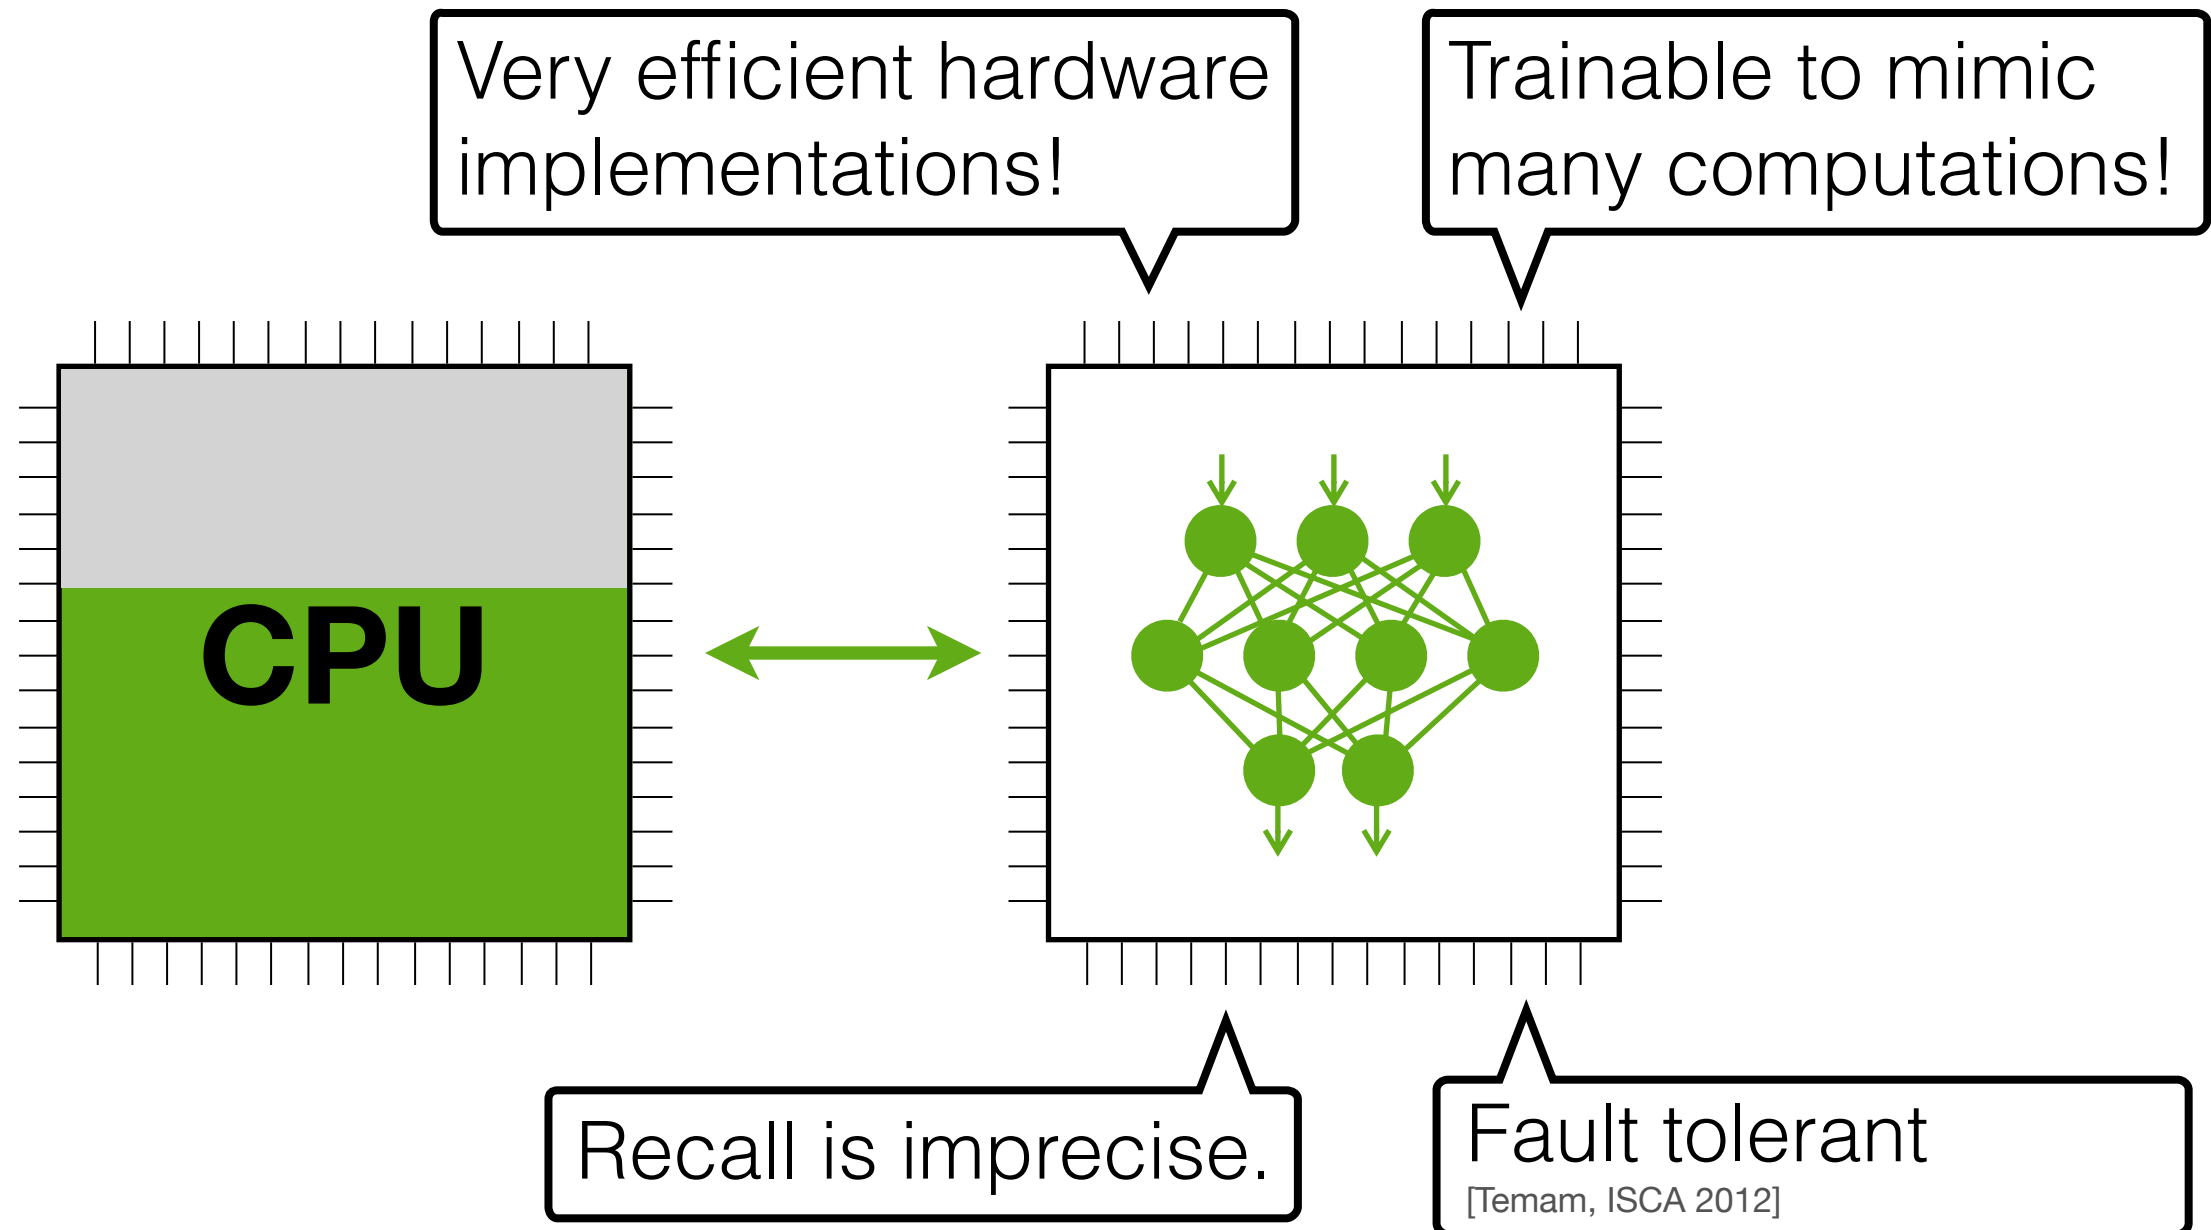 Very efficient hardware
implementations!
Trainable to mimic
many computations!
CPU
Recall is imprecise.
Fault tolerant
[Temam, ISCA 2012]